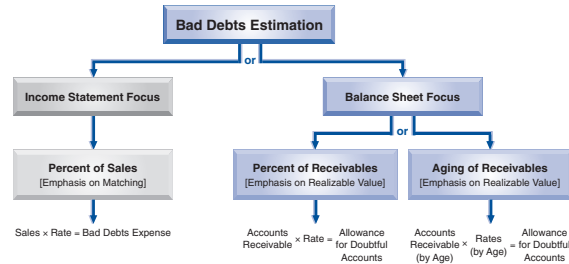 Bad Debts Estimation
or
Income Statement Focus
Balance Sheet Focus
or
Percent of Sales
[Emphasis on Matching]
Percent of Receivables
[Emphasis on Realizable Value]
Aging of Receivables
[Emphasis on Realizable Value]
Sales × Rate = Bad Debts Expense
Accounts Receivable × Rate = Allowance for Doubtful Accounts
Accounts Receivable (by Age) × Rates (by Age) = Allowance for Doubtful Accounts